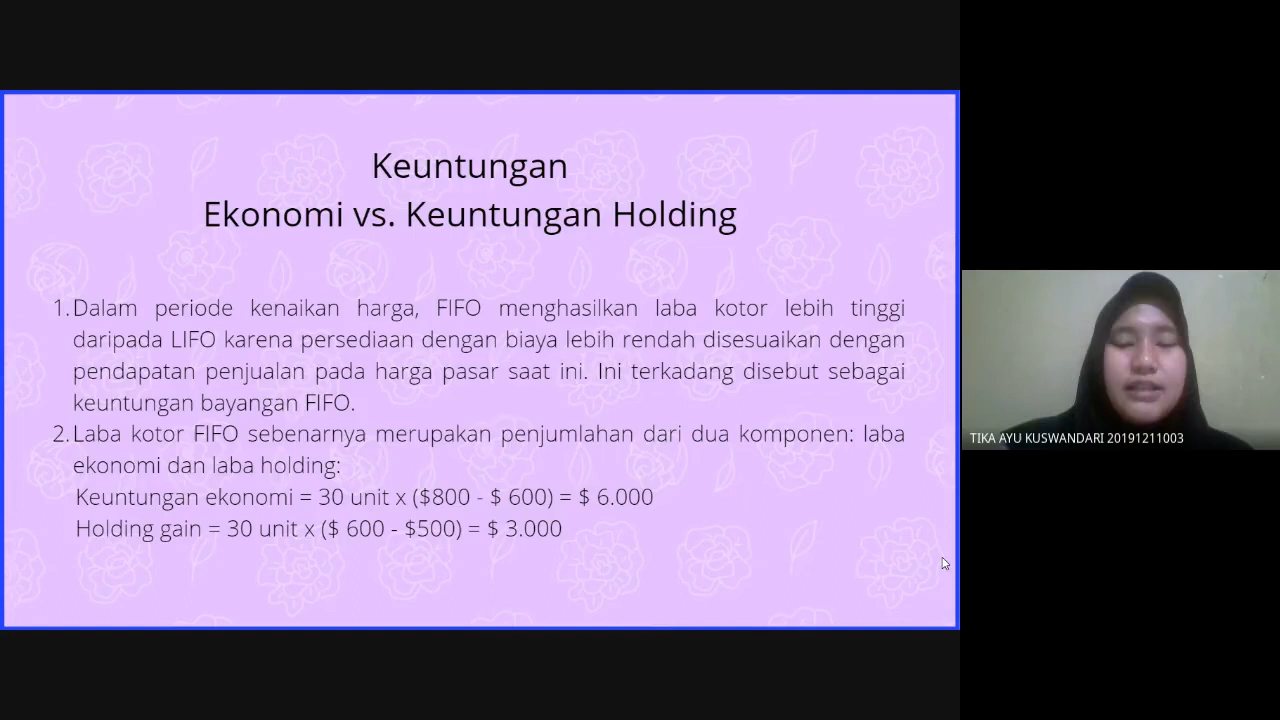 Keuntungan
Ekonomi vs. Keuntungan Holding
1. Dalam periode kenaikan harga, FIFO menghasilkan laba kotor lebih tinggi
daripada LIFO karena persediaan dengan biaya lebih rendah disesuaikan dengan
pendapatan penjualan pada harga pasar saat ini. Ini terkadang disebut sebagai
keuntungan bayangan FIFO.
2. Laba kotor FIFO sebenarnya merupakan penjumlahan dari dua komponen: laba
ekonomi dan laba holding:
Keuntungan ekonomi = 30 unit x ($800 - $ 600) = $ 6.000
Holding gain = 30 unit x ($ 600 - $500) = $ 3.000
TIKA AYU KUSWANDARI 20191211003